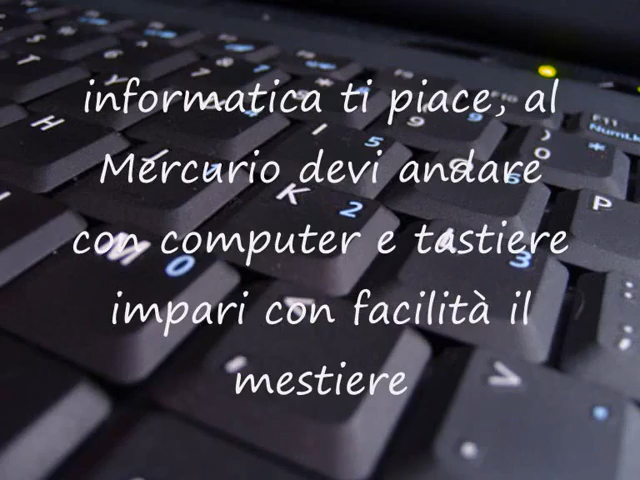 informatica ti piace, al
Mercurio devi andare
con computer e tastiere
impari con facilità il
mestiere